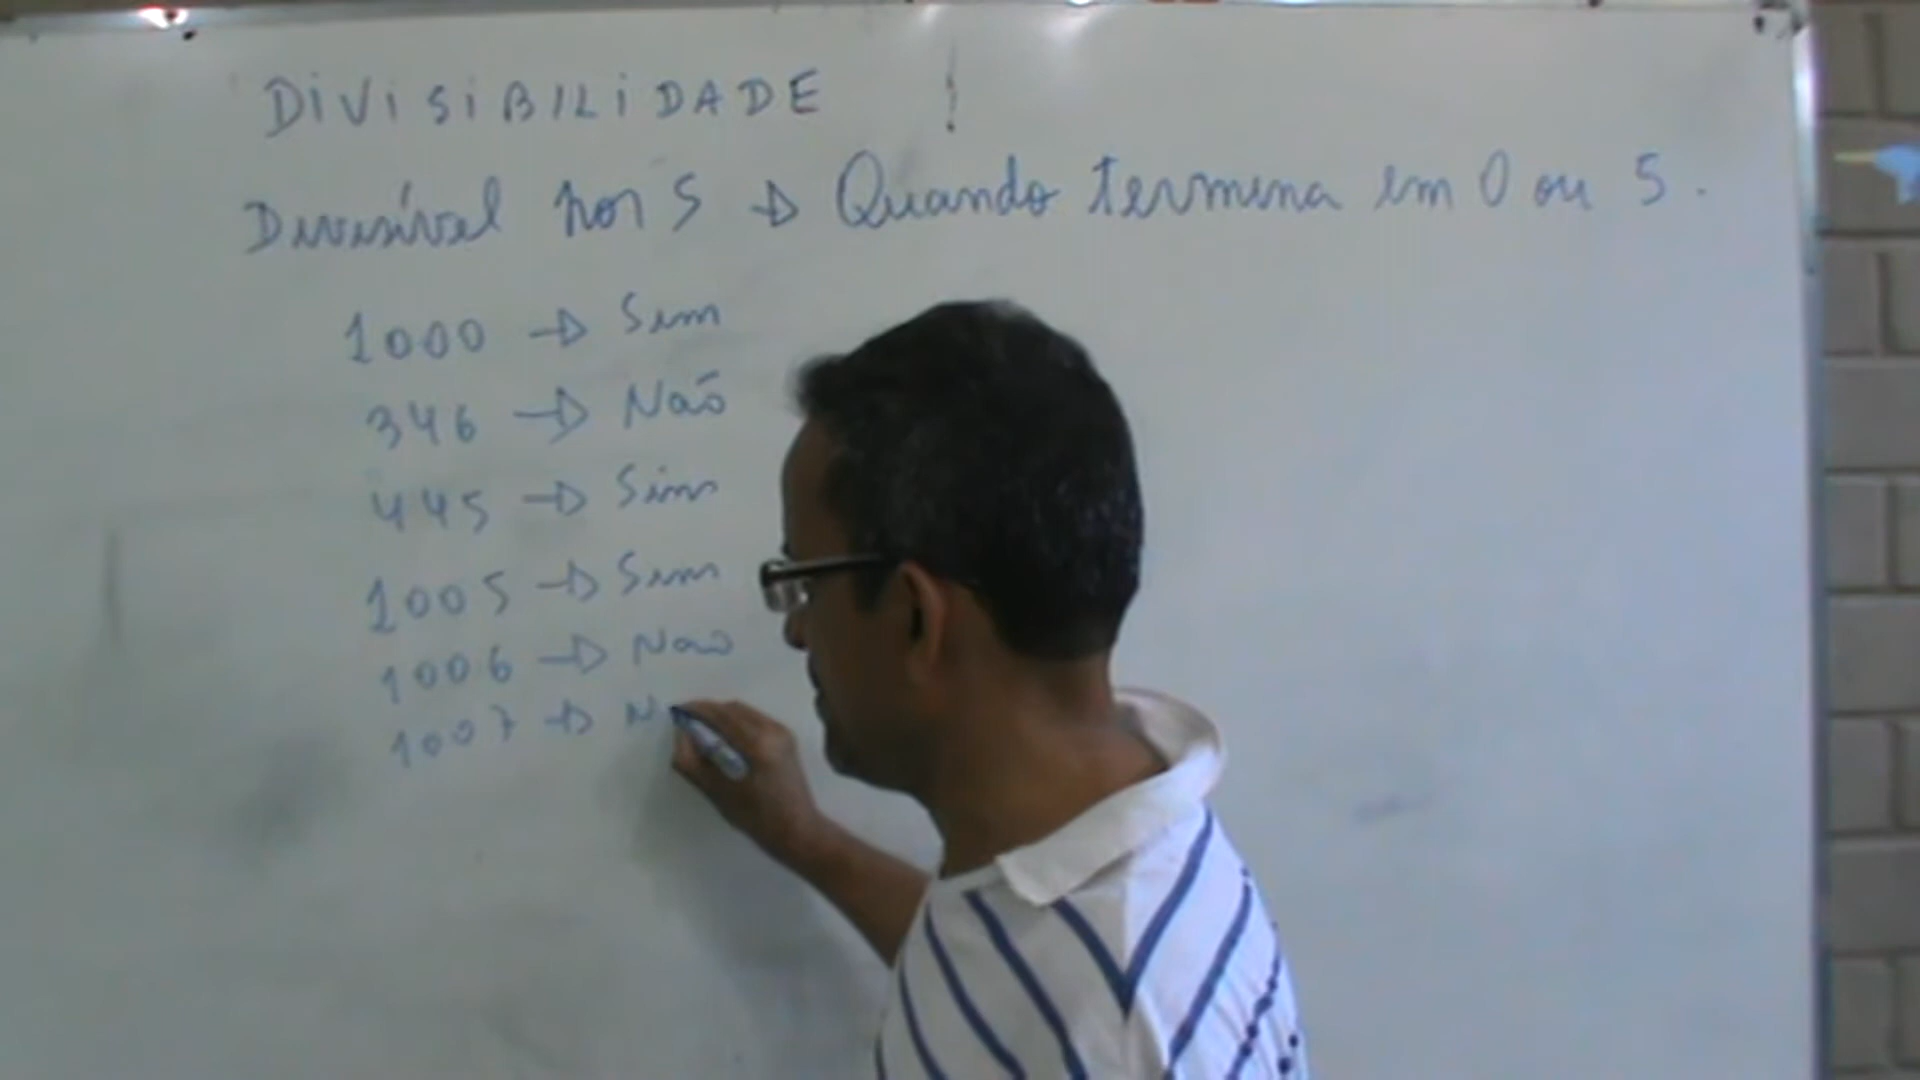 DIVISIBILIDADE
Divisível por 5 → Quando termina em 0 ou 5.
1000 → Sim
346 → Não
445 → Sim
1005 → Sim
1006 → Não
1007 → N